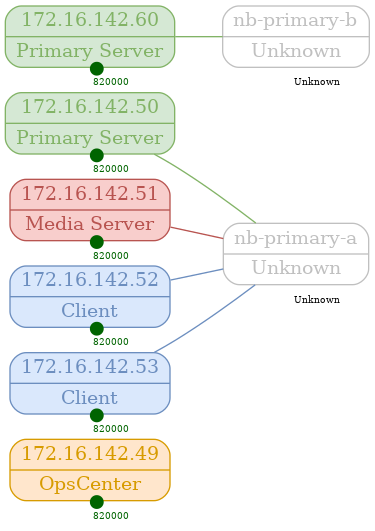 172.16.142.60
Primary Server
820000
nb-primary-b
Unknown
Unknown
172.16.142.50
Primary Server
820000
172.16.142.51
Media Server
820000
nb-primary-a
Unknown
Unknown
172.16.142.52
Client
820000
172.16.142.53
Client
820000
172.16.142.49
OpsCenter
820000